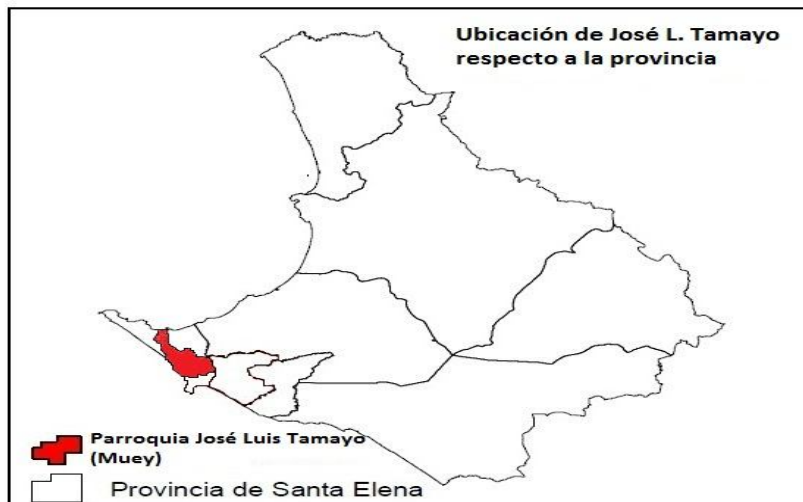 Ubicación de José L. Tamayo
respecto a la provincia
Parroquia José Luis Tamayo
(Muey)
Provincia de Santa Elena